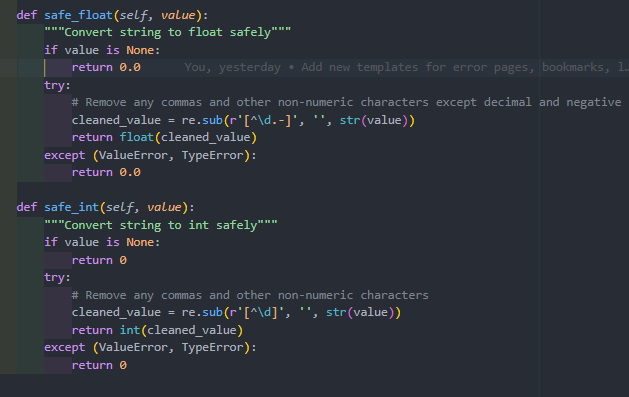 def safe_float(self, value):
    """Convert string to float safely"""
    if value is None:
        return 0.0      You, yesterday • Add new templates for error pages, bookmarks, l…
    try:
        # Remove any commas and other non-numeric characters except decimal and negative
        cleaned_value = re.sub(r'[^\d.-]', '', str(value))
        return float(cleaned_value)
    except (ValueError, TypeError):
        return 0.0

def safe_int(self, value):
    """Convert string to int safely"""
    if value is None:
        return 0
    try:
        # Remove any commas and other non-numeric characters
        cleaned_value = re.sub(r'[^\d]', '', str(value))
        return int(cleaned_value)
    except (ValueError, TypeError):
        return 0